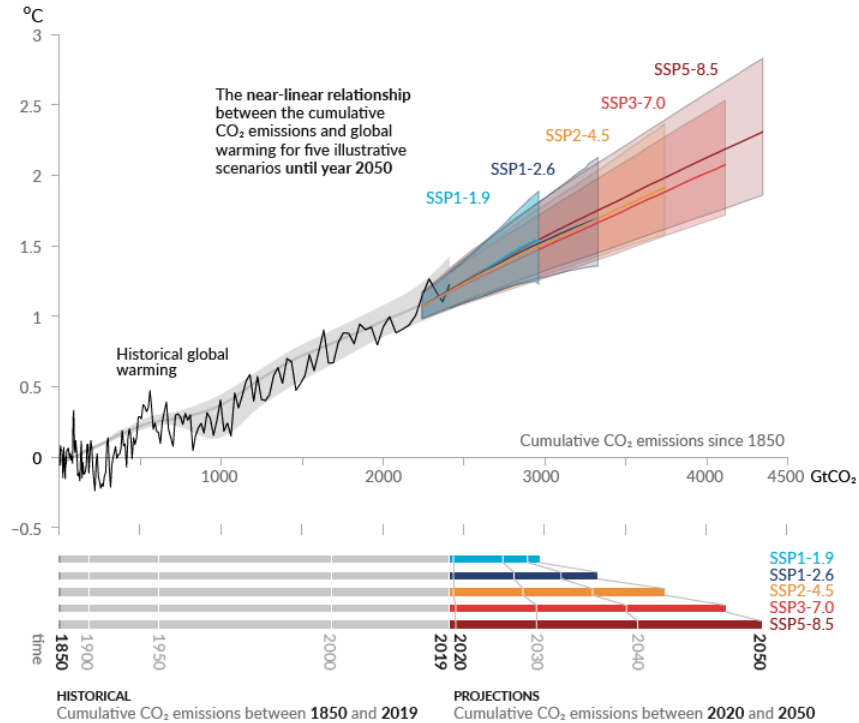 °C
3
2.5
2
1.5
1
0.5
0
−0.5
The near-linear relationship
between the cumulative
CO₂ emissions and global
warming for five illustrative
scenarios until year 2050
SSP5-8.5
SSP3-7.0
SSP2-4.5
SSP1-2.6
SSP1-1.9
Historical global
warming
Cumulative CO₂ emissions since 1850
1000
2000
3000
4000
4500
GtCO₂
SSP1-1.9
SSP1-2.6
SSP2-4.5
SSP3-7.0
SSP5-8.5
time
1850
1900
1950
2000
2019
2020
2030
2040
2050
HISTORICAL
Cumulative CO₂ emissions between 1850 and 2019
PROJECTIONS
Cumulative CO₂ emissions between 2020 and 2050